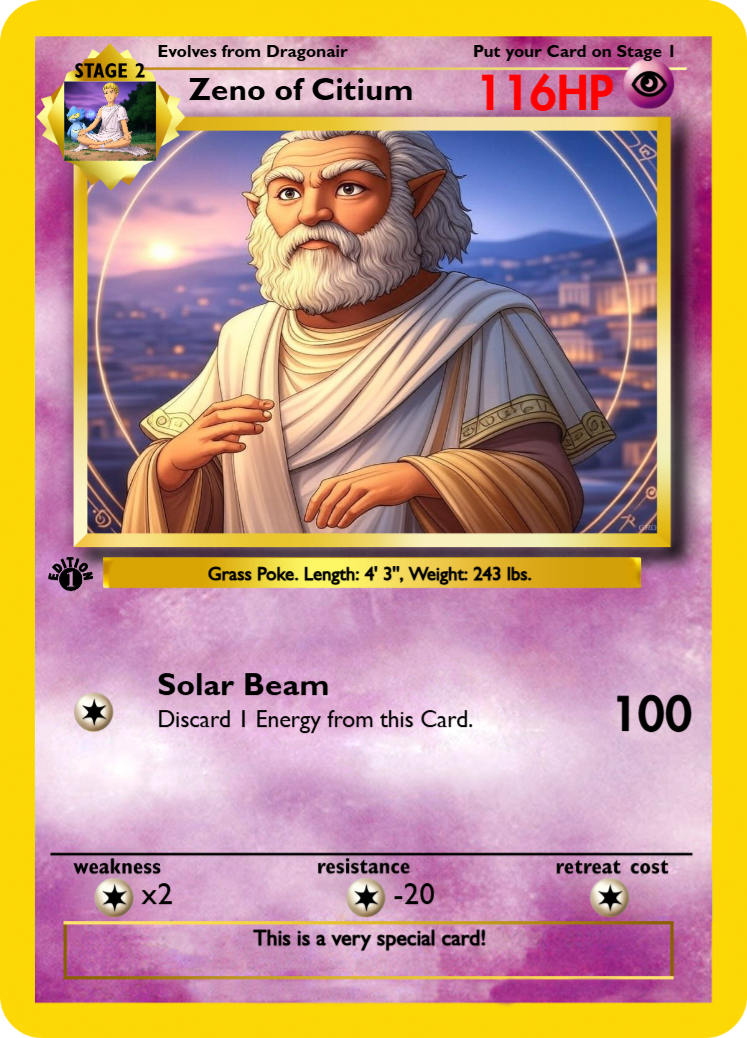 Evolves from Dragonair
Put your Card on Stage 1
STAGE 2
Zeno of Citium
116HP
EDITION
1
Grass Poke. Length: 4' 3", Weight: 243 lbs.
Solar Beam
Discard 1 Energy from this Card.
100
weakness
resistance
retreat cost
x2
-20
This is a very special card!